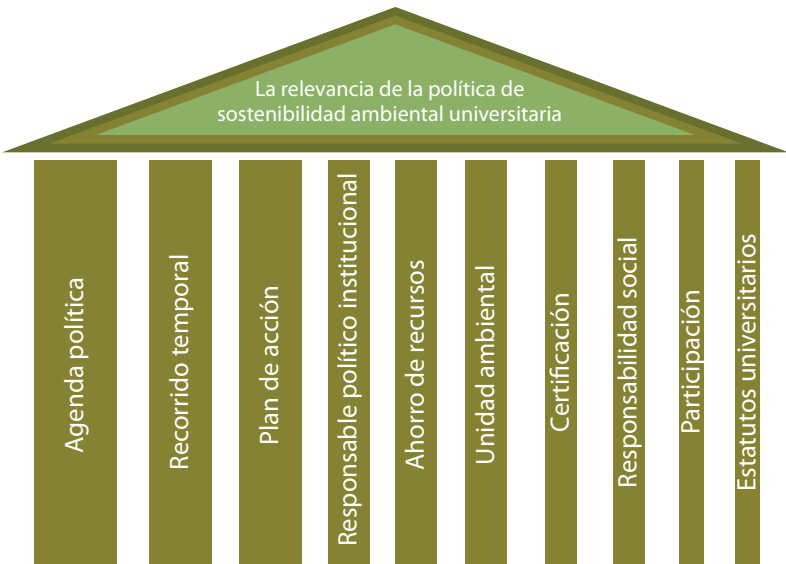 La relevancia de la política de
sostenibilidad ambiental universitaria
Agenda política
Recorrido temporal
Plan de acción
Responsable político institucional
Ahorro de recursos
Unidad ambiental
Certificación
Responsabilidad social
Participación
Estatutos universitarios